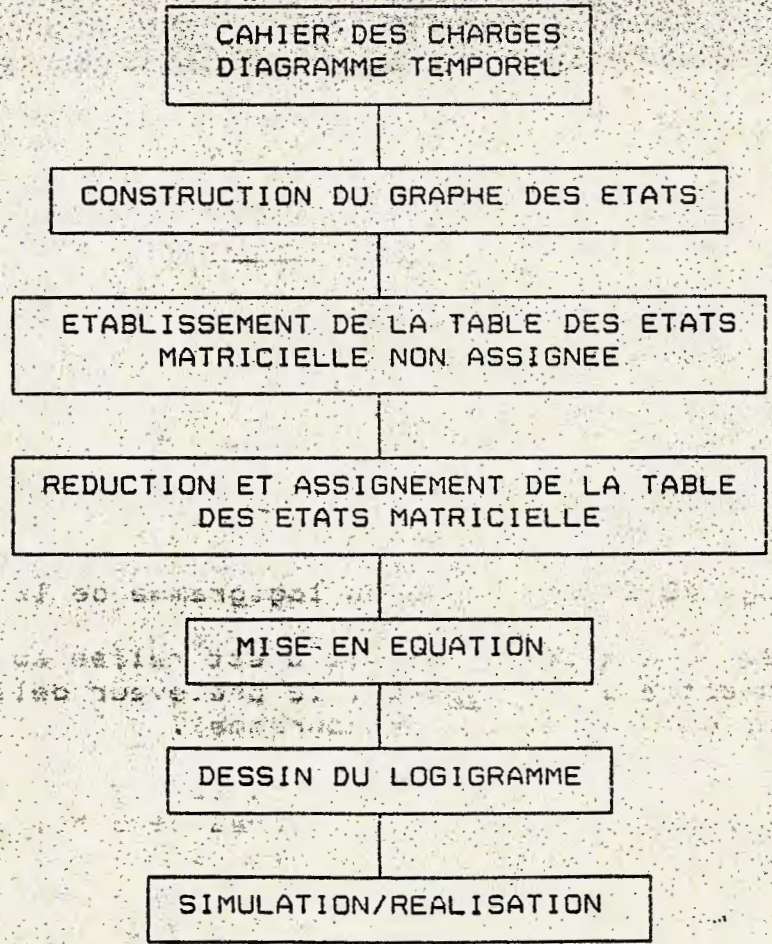 CAHIER DES CHARGES
DIAGRAMME TEMPOREL
CONSTRUCTION DU GRAPHE DES ETATS
ETABLISSEMENT DE LA TABLE DES ETATS
MATRICIELLE NON ASSIGNEE
REDUCTION ET ASSIGNEMENT DE LA TABLE
DES ETATS MATRICIELLE
MISE EN EQUATION
DESSIN DU LOGIGRAMME
SIMULATION/REALISATION